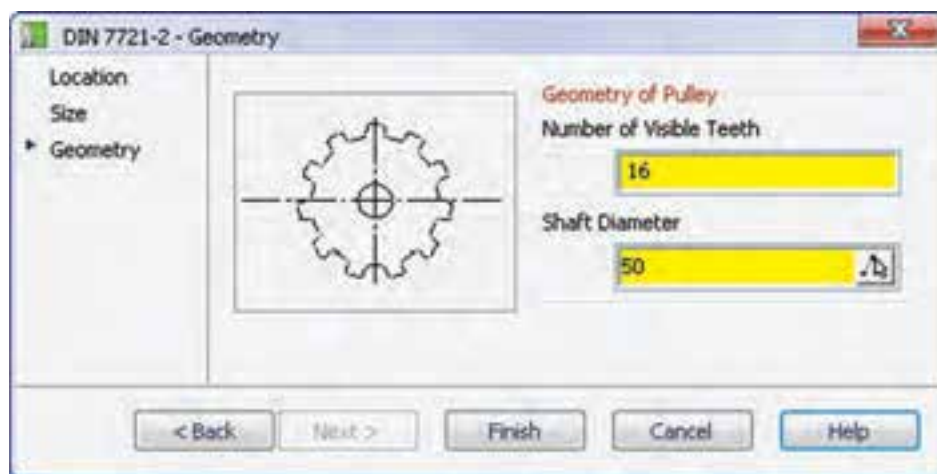 DIN 7721-2 - Geometry
Location
Size
Geometry
Geometry of Pulley
Number of Visible Teeth
16
Shaft Diameter
50
< Back
Next >
Finish
Cancel
Help